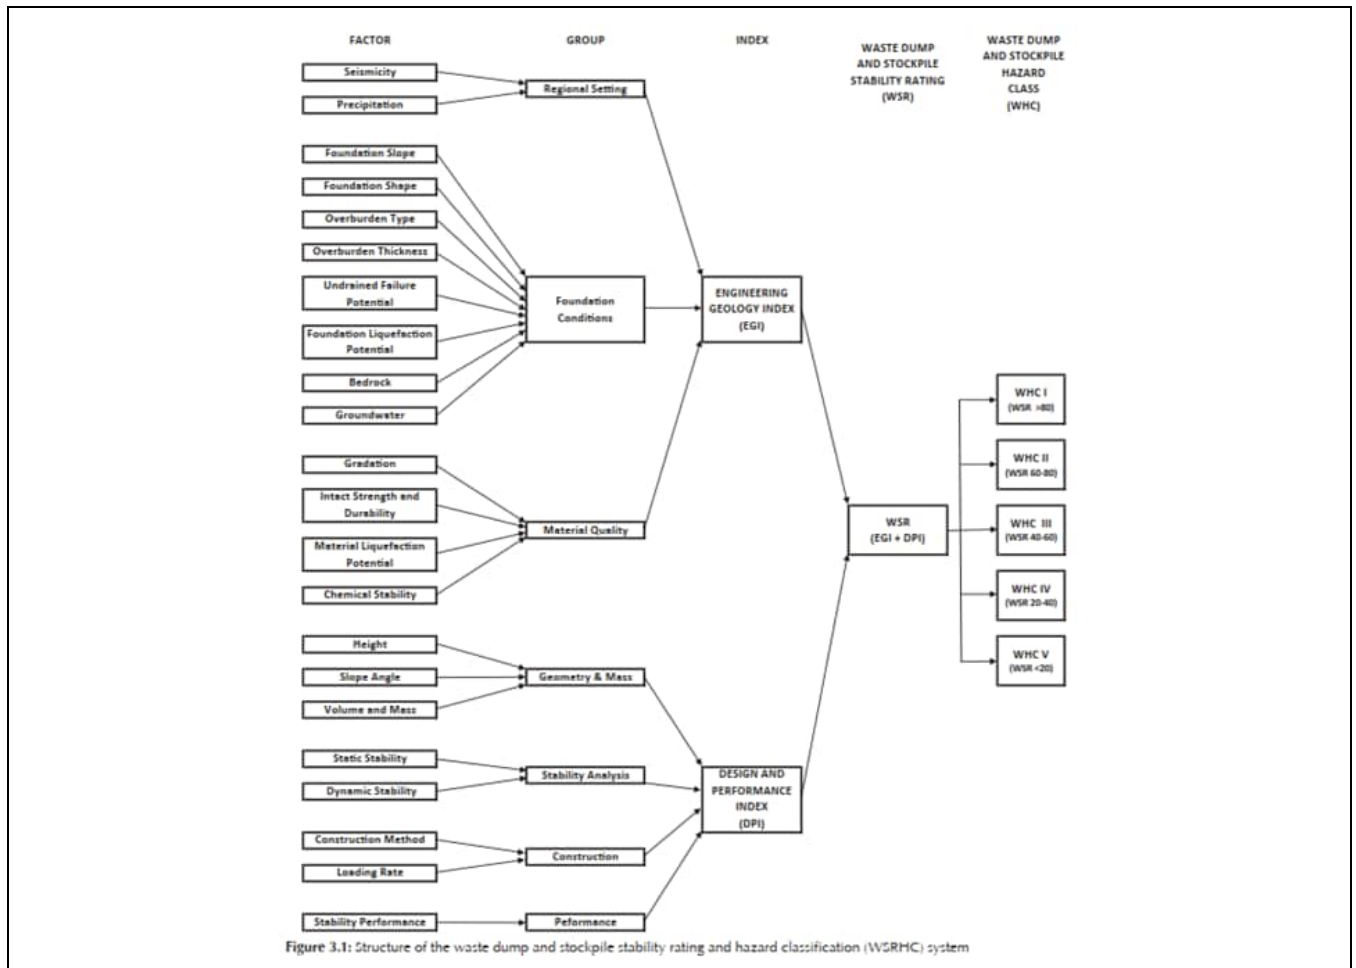 FACTOR
GROUP
INDEX
WASTE DUMP
AND STOCKPILE
STABILITY RATING
(WSR)
WASTE DUMP
AND STOCKPILE
HAZARD
CLASS
(WHC)
Seismicity
Precipitation
Regional Setting
Foundation Slope
Foundation Shape
Overburden Type
Overburden Thickness
Undrained Failure
Potential
Foundation Liquefaction
Potential
Bedrock
Groundwater
Foundation
Conditions
ENGINEERING
GEOLOGY INDEX
(EGI)
Gradation
Intact Strength and
Durability
Material Liquefaction
Potential
Chemical Stability
Material Quality
WSR
(EGI + DPI)
WHC I
(WSR >80)
WHC II
(WSR 60-80)
WHC III
(WSR 40-60)
WHC IV
(WSR 20-40)
WHC V
(WSR <20)
Height
Slope Angle
Volume and Mass
Geometry & Mass
Static Stability
Dynamic Stability
Stability Analysis
DESIGN AND
PERFORMANCE
INDEX
(DPI)
Construction Method
Loading Rate
Construction
Stability Performance
Peformance
Figure 3.1: Structure of the waste dump and stockpile stability rating and hazard classification (WSRHC) system